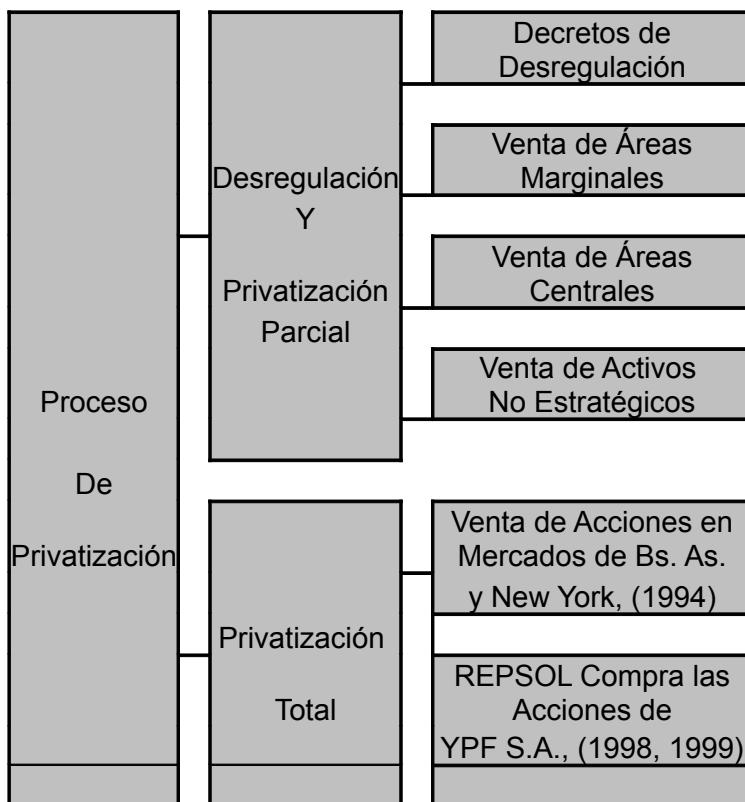 Proceso
De
Privatización
Desregulación
Y
Privatización
Parcial
Decretos de
Desregulación
Venta de Áreas
Marginales
Venta de Áreas
Centrales
Venta de Activos
No Estratégicos
Privatización
Total
Venta de Acciones en
Mercados de Bs. As.
y New York, (1994)
REPSOL Compra las
Acciones de
YPF S.A., (1998, 1999)